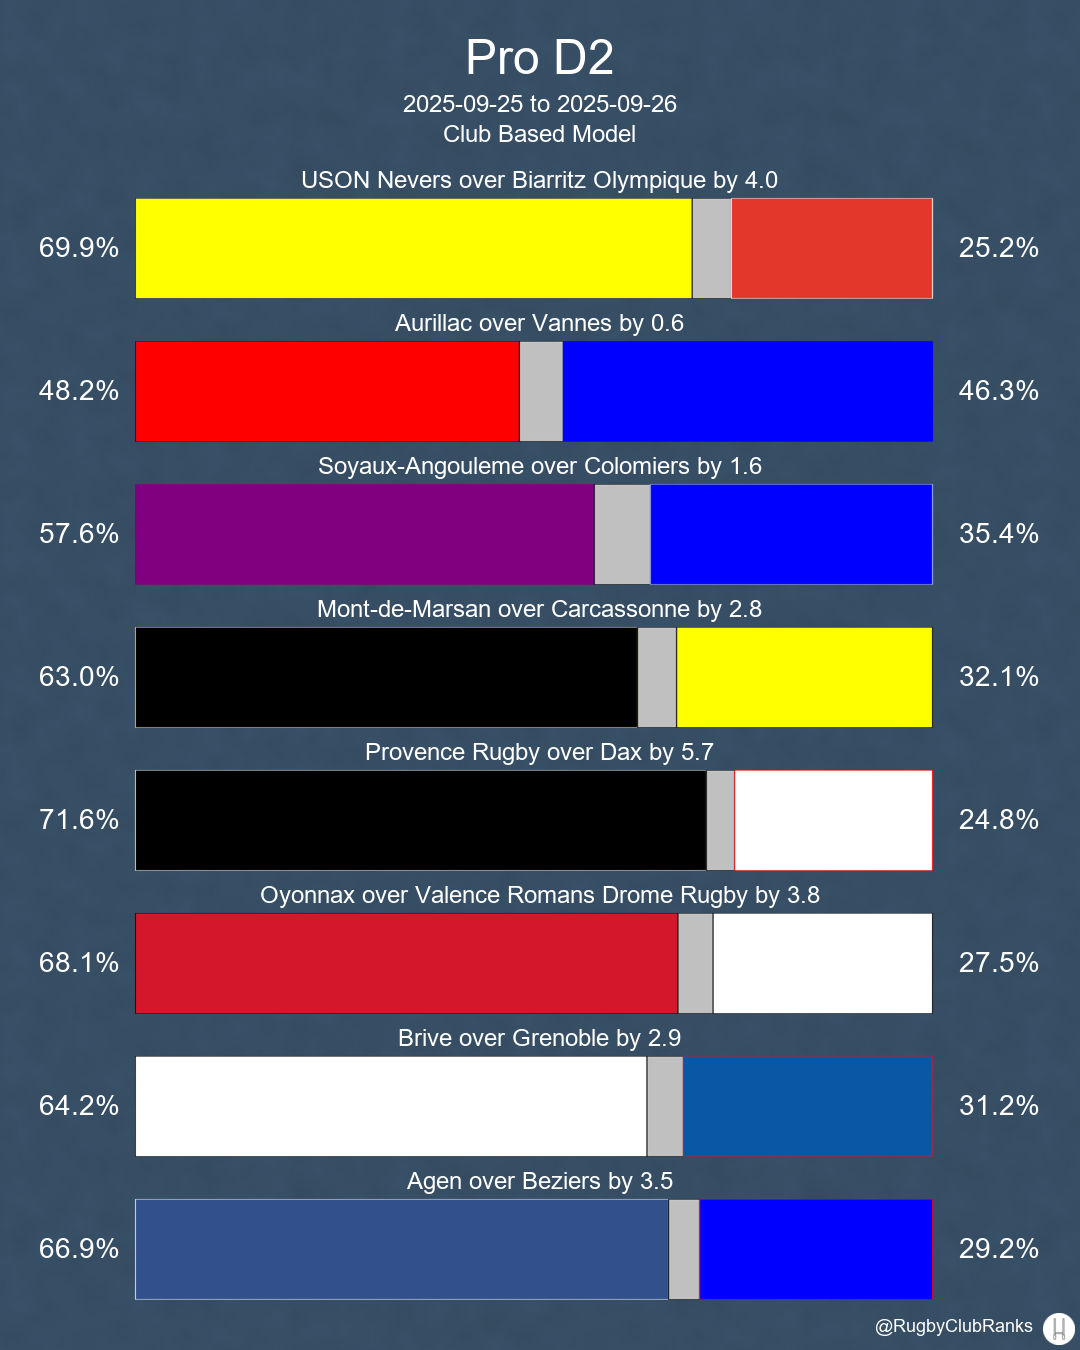 Pro D2
2025-09-25 to 2025-09-26
Club Based Model
USON Nevers over Biarritz Olympique by 4.0
69.9%
25.2%
Aurillac over Vannes by 0.6
48.2%
46.3%
Soyaux-Angouleme over Colomiers by 1.6
57.6%
35.4%
Mont-de-Marsan over Carcassonne by 2.8
63.0%
32.1%
Provence Rugby over Dax by 5.7
71.6%
24.8%
Oyonnax over Valence Romans Drome Rugby by 3.8
68.1%
27.5%
Brive over Grenoble by 2.9
64.2%
31.2%
Agen over Beziers by 3.5
66.9%
29.2%
@RugbyClubRanks